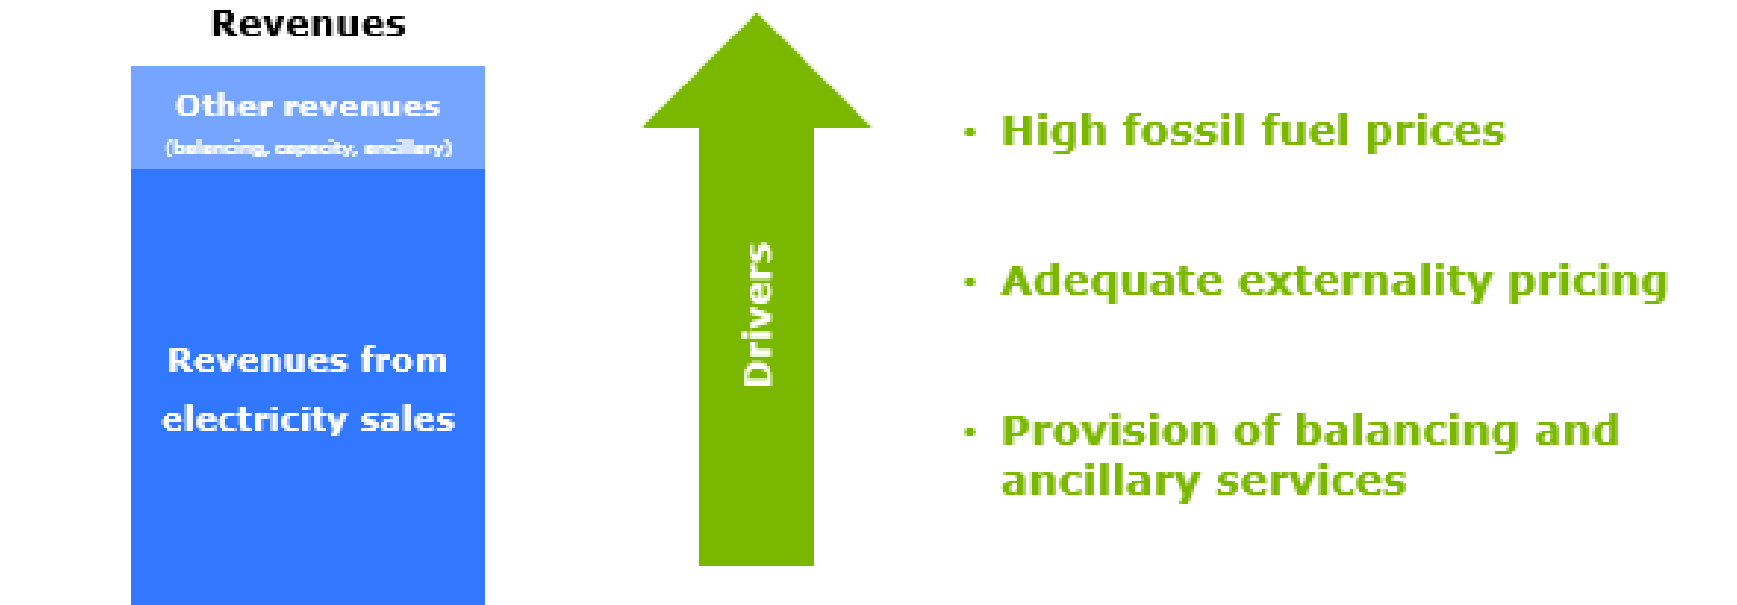 Revenues
Other revenues
(balancing, capacity, ancillary)
Revenues from
electricity sales
Drivers
• High fossil fuel prices
• Adequate externality pricing
• Provision of balancing and
ancillary services